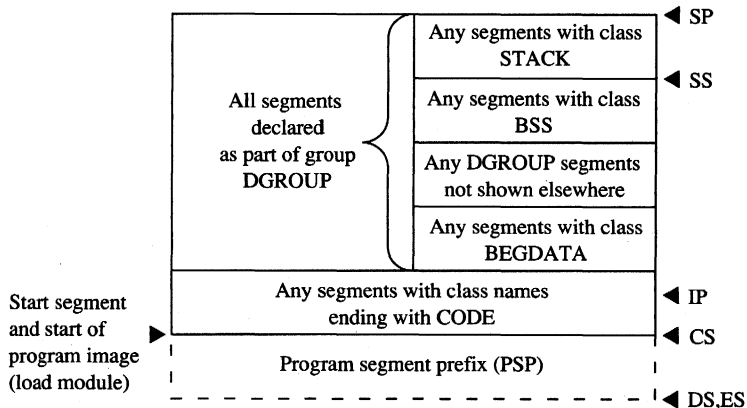 SP
Any segments with class
STACK
SS
All segments
declared
as part of group
DGROUP
Any segments with class
BSS
Any DGROUP segments
not shown elsewhere
Any segments with class
BEGDATA
Any segments with class names
ending with CODE
IP
Start segment
and start of
program image
(load module)
CS
Program segment prefix (PSP)
DS,ES